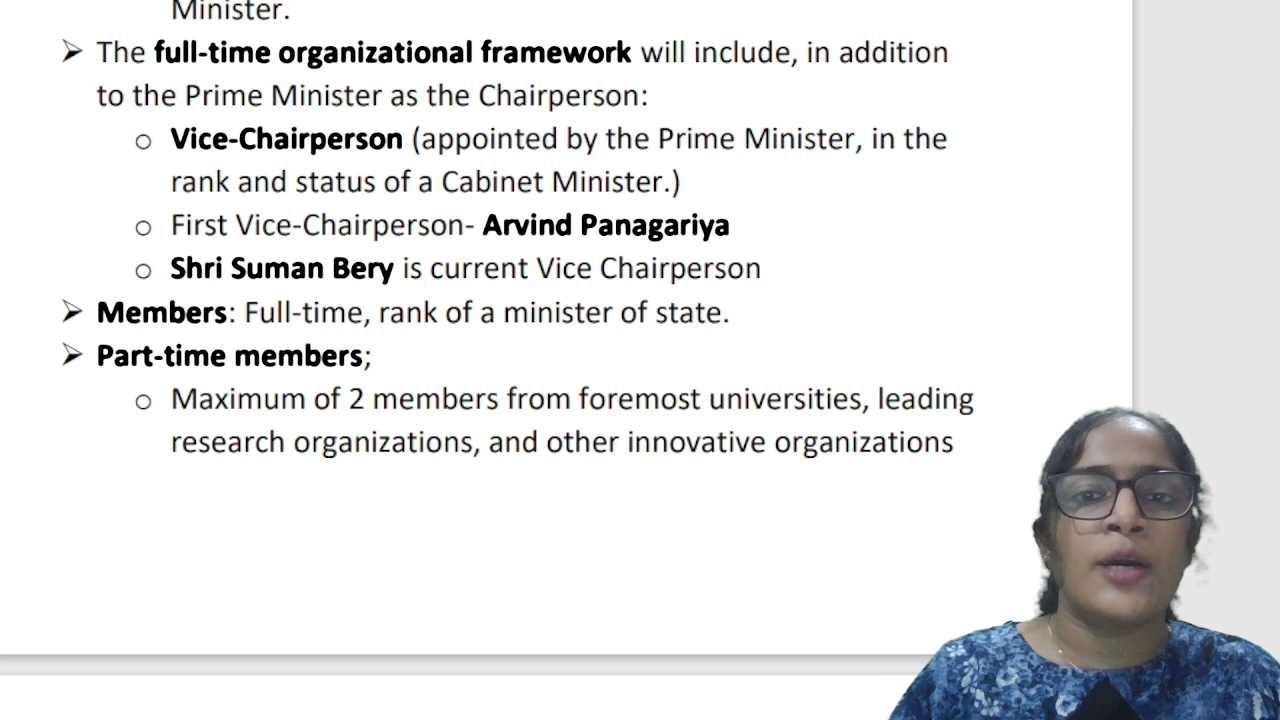 Minister.
➢ The full-time organizational framework will include, in addition
to the Prime Minister as the Chairperson:
o Vice-Chairperson (appointed by the Prime Minister, in the
rank and status of a Cabinet Minister.)
o First Vice-Chairperson- Arvind Panagariya
o Shri Suman Bery is current Vice Chairperson
➢ Members: Full-time, rank of a minister of state.
➢ Part-time members;
o Maximum of 2 members from foremost universities, leading
research organizations, and other innovative organizations